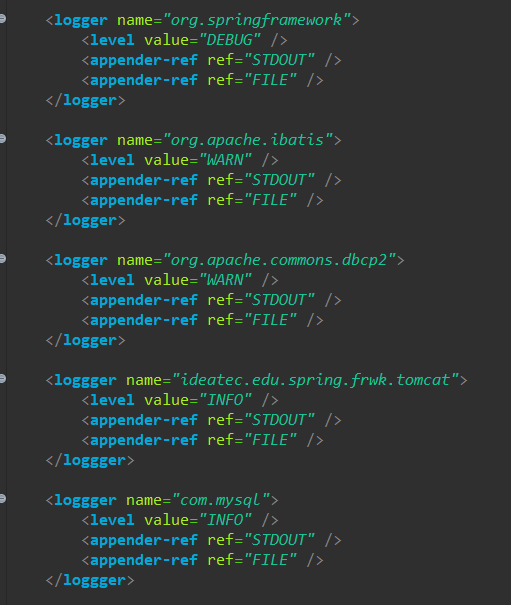 <logger name="org.springframework">
<level value="DEBUG" />
<appender-ref ref="STDOUT" />
<appender-ref ref="FILE" />
</logger>
<logger name="org.apache.ibatis">
<level value="WARN" />
<appender-ref ref="STDOUT" />
<appender-ref ref="FILE" />
</logger>
<logger name="org.apache.commons.dbcp2">
<level value="WARN" />
<appender-ref ref="STDOUT" />
<appender-ref ref="FILE" />
</logger>
<loggger name="ideatec.edu.spring.frwk.tomcat">
<level value="INFO" />
<appender-ref ref="STDOUT" />
<appender-ref ref="FILE" />
</loggger>
<loggger name="com.mysql">
<level value="INFO" />
<appender-ref ref="STDOUT" />
<appender-ref ref="FILE" />
</loggger>